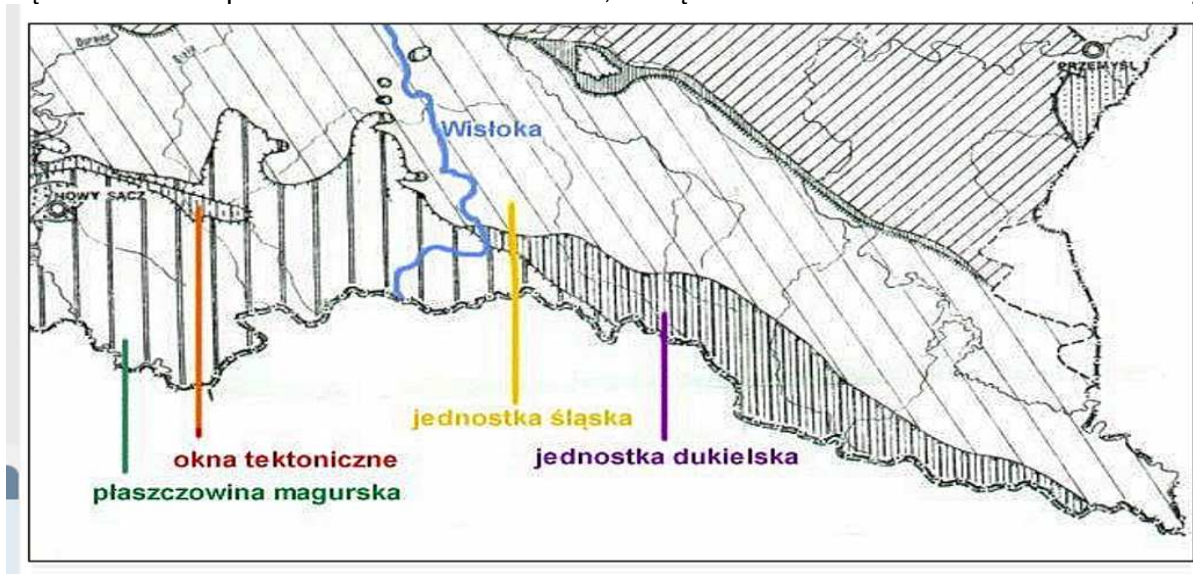 PRZEMYŚL
Wisłoka
NOWY SĄCZ
jednostka śląska
okna tektoniczne
jednostka dukielska
płaszczowina magurska